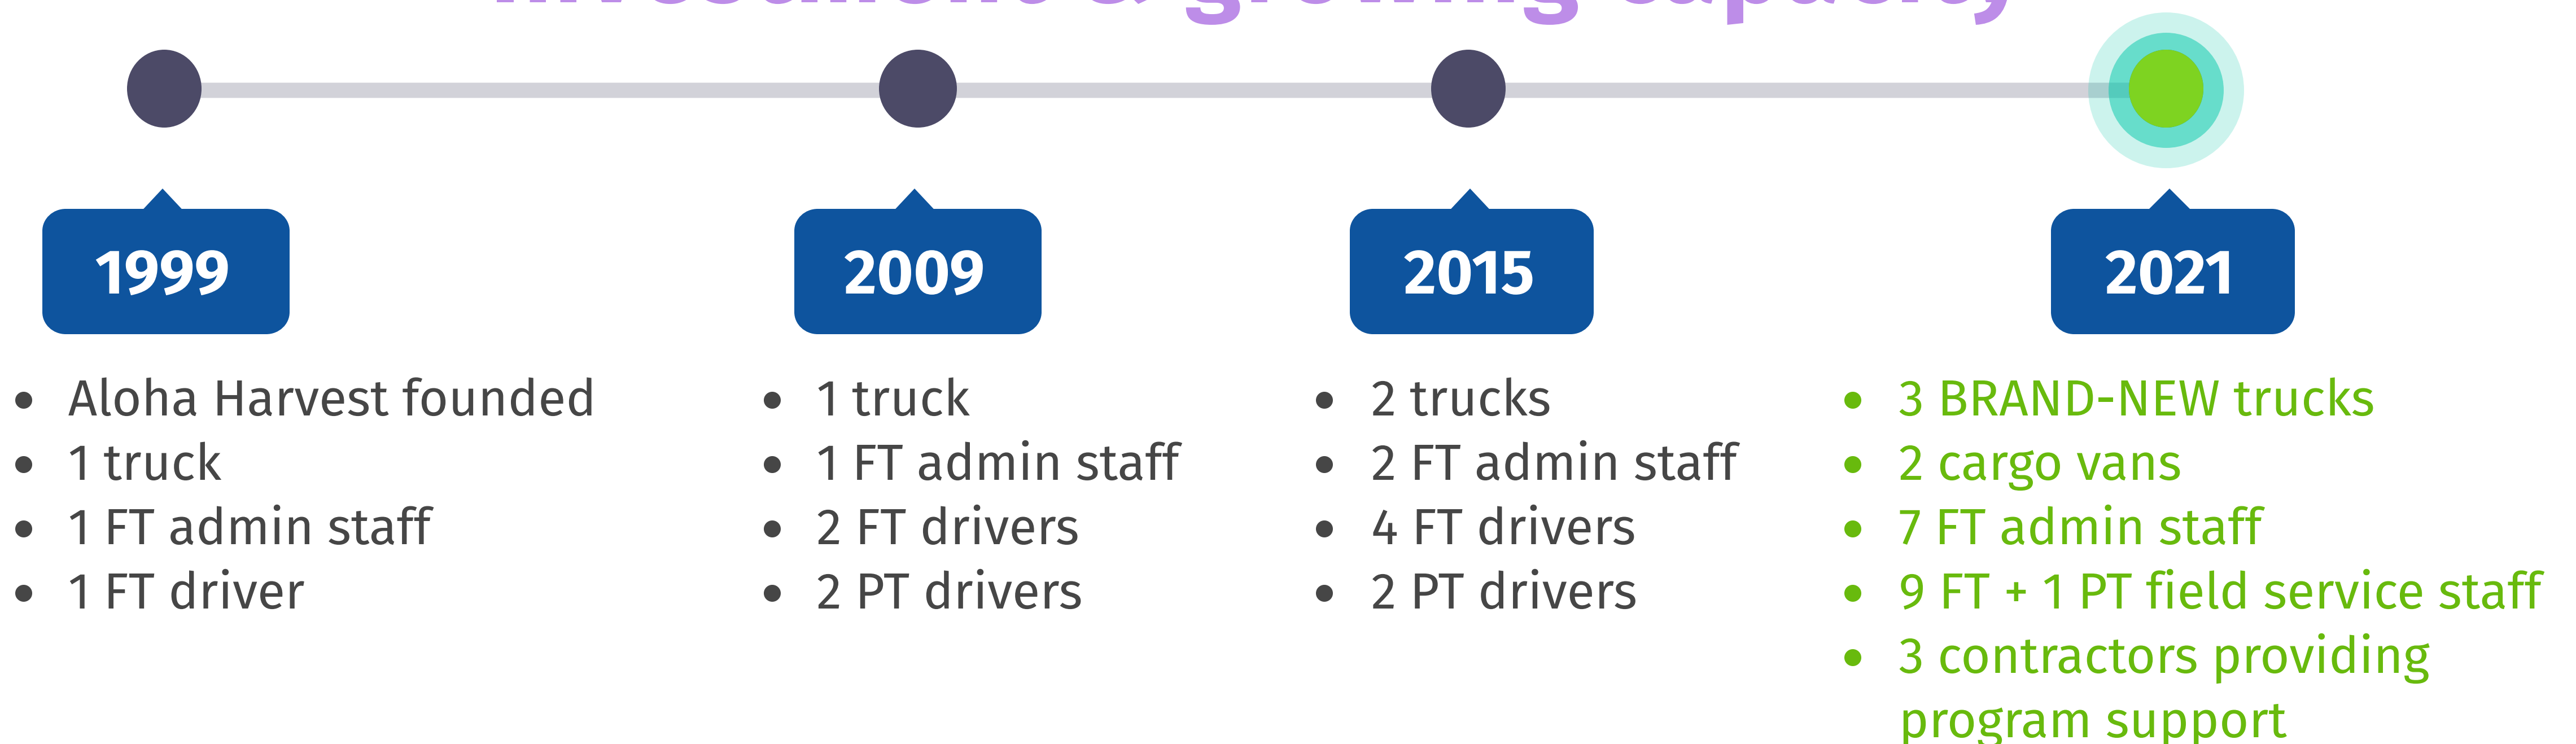 & growing capacity
1999
Aloha Harvest founded
1 truck
1 FT admin staff
1 FT driver
2009
1 truck
1 FT admin staff
2 FT drivers
2 PT drivers
2015
2 trucks
2 FT admin staff
4 FT drivers
2 PT drivers
2021
3 BRAND-NEW trucks
2 cargo vans
7 FT admin staff
9 FT + 1 PT field service staff
3 contractors providing
program support